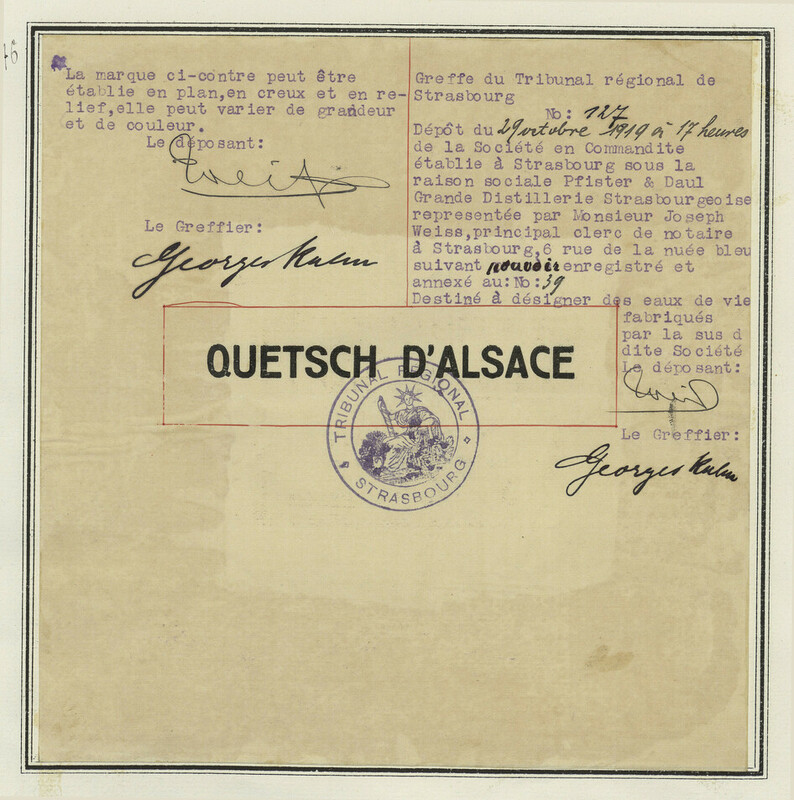 La marque ci-contre peut être
établie en plan,en creux et en re-
lief,elle peut varier de grandeur
et de couleur.
Le déposant:
Weiss
Le Greffier:
Georges Kuhn
Greffe du Tribunal régional de
Strasbourg
No: 127
Dépôt du 29 octobre 1919 à 17 heures
de la Société en Commandite
établie à Strasbourg sous la
raison sociale Pfister & Daul
Grande Distillerie Strasbourgeoise
representée par Monsieur Joseph
Weiss,principal clerc de notaire
à Strasbourg,6 rue de la nuée bleu
suivant pouvoir enregistré et
annexé au:No:39
Destiné à désigner des eaux de vie
fabriqués
par la sus d
dite Société
Le déposant:
Weiss
Le Greffier:
Georges Kuhn
QUETSCH D'ALSACE
TRIBUNAL REGIONAL
STRASBOURG